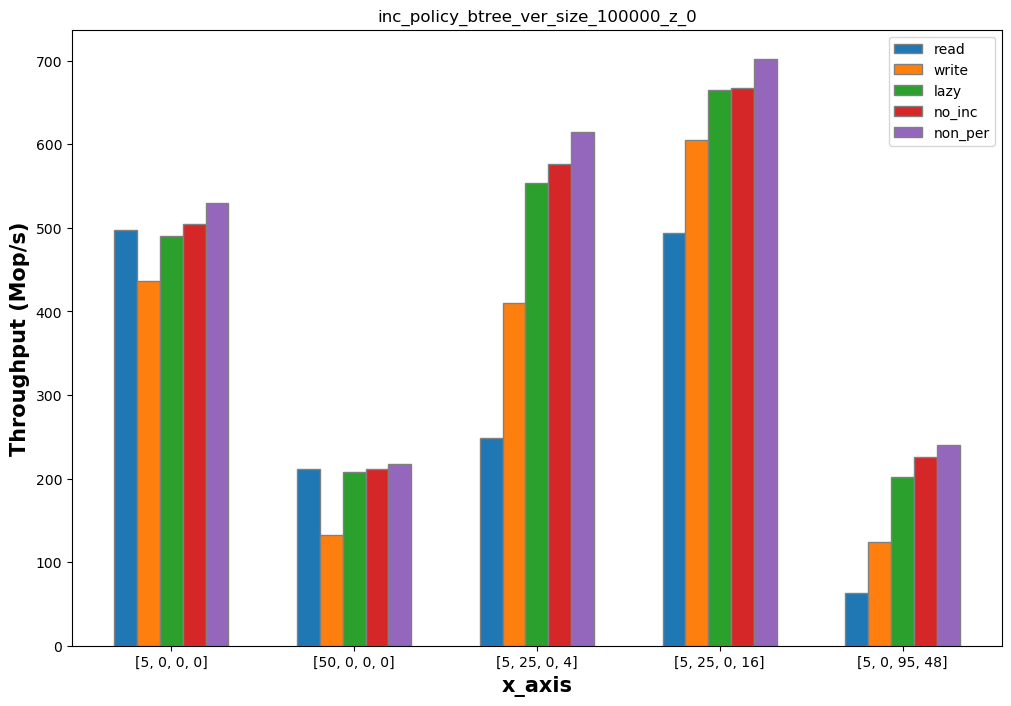 inc_policy_btree_ver_size_100000_z_0
Throughput (Mop/s)
700
600
500
400
300
200
100
0
read
write
lazy
no_inc
non_per
[5, 0, 0, 0]
[50, 0, 0, 0]
[5, 25, 0, 4]
[5, 25, 0, 16]
[5, 0, 95, 48]
x_axis